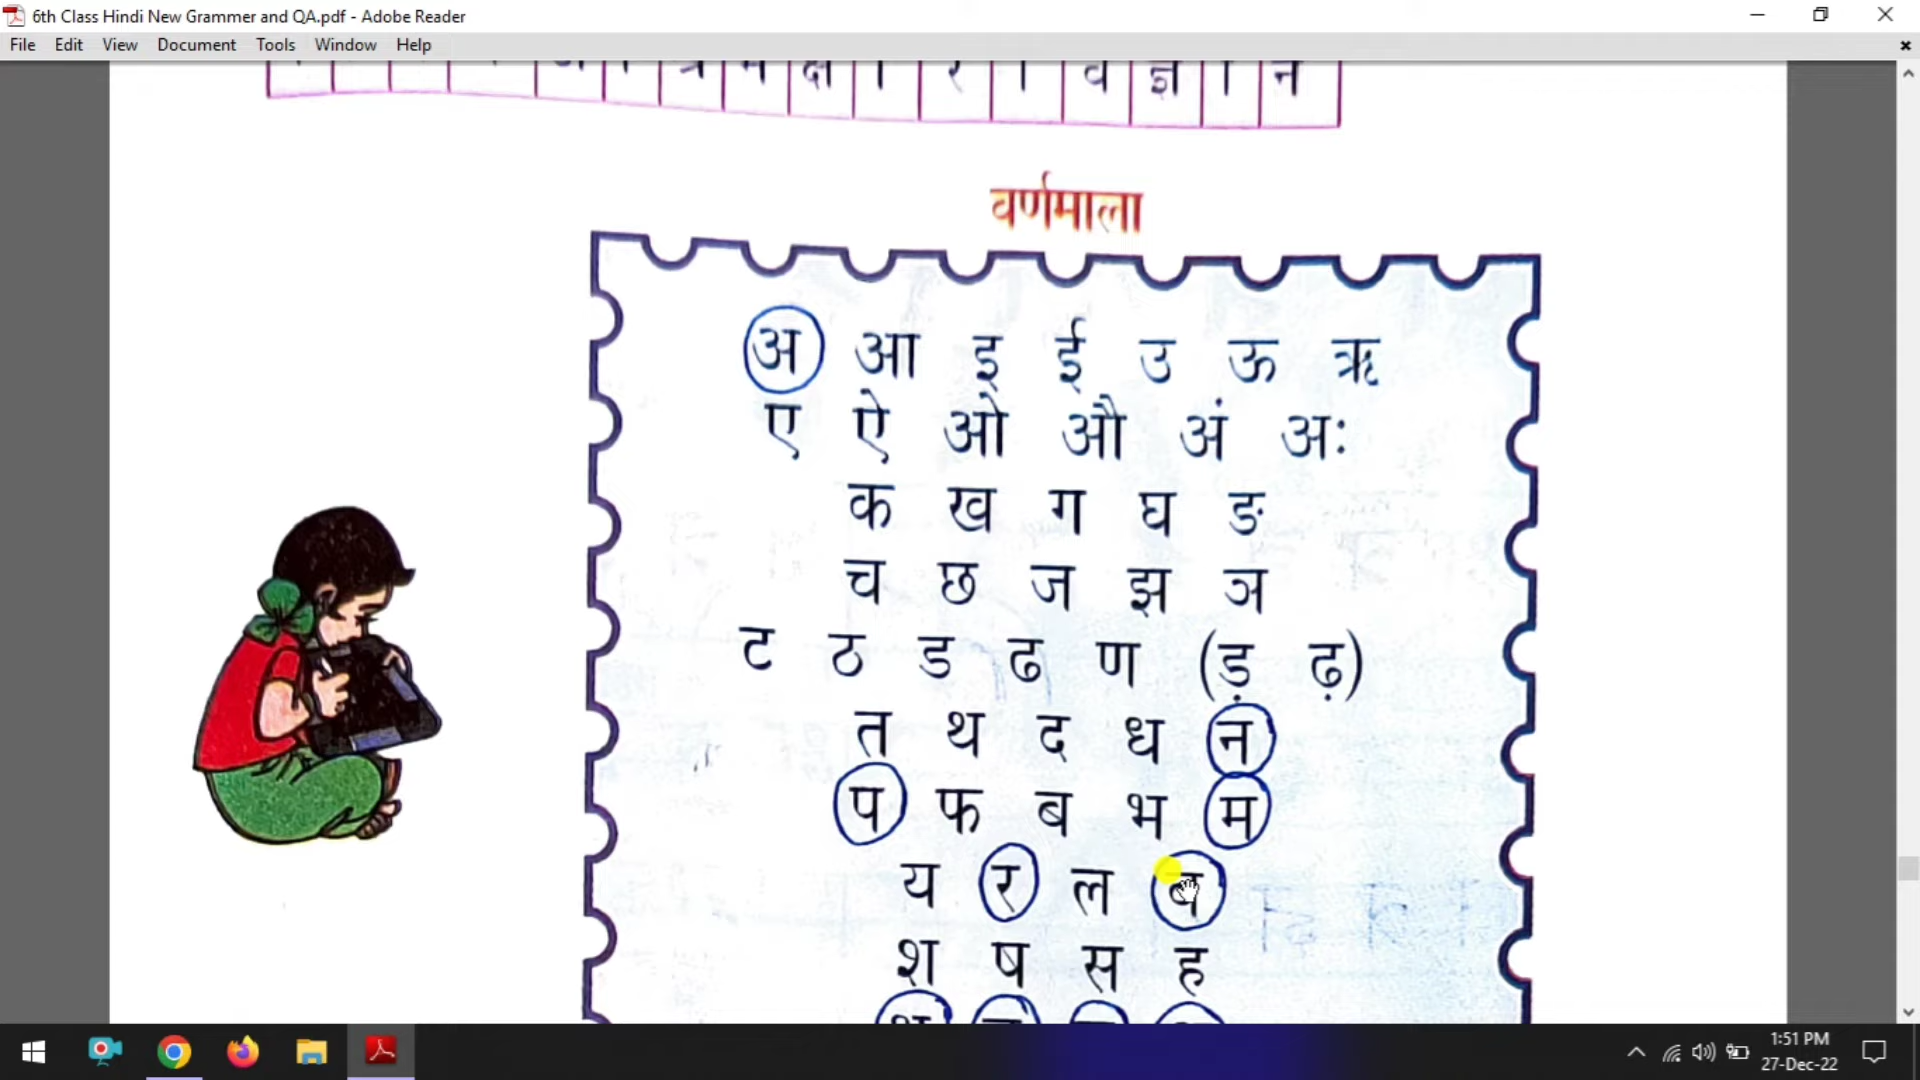 6th Class Hindi New Grammer and QA.pdf - Adobe Reader
File Edit View Document Tools Window Help
क्ष ा र ा व ज्ञ ा न
वर्णमाला
अ आ इ ई उ ऊ ऋ
ए ऐ ओ औ अं अः
क ख ग घ ङ
च छ ज झ ञ
ट ठ ड ढ ण (ड़ ढ़)
त थ द ध न
प फ ब भ म
य र ल व
श ष स ह
1:51 PM
27-Dec-22